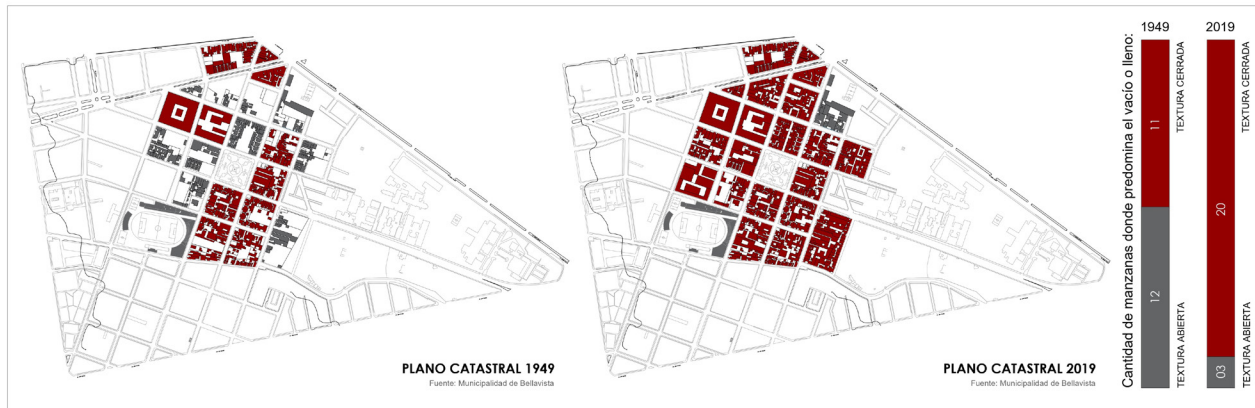 PLANO CATASTRAL 1949
Fuente: Municipalidad de Bellavista
PLANO CATASTRAL 2019
Fuente: Municipalidad de Bellavista
Cantidad de manzanas donde predomina el vacío o lleno:
1949
11
12
TEXTURA CERRADA
TEXTURA ABIERTA
2019
20
03
TEXTURA CERRADA
TEXTURA ABIERTA